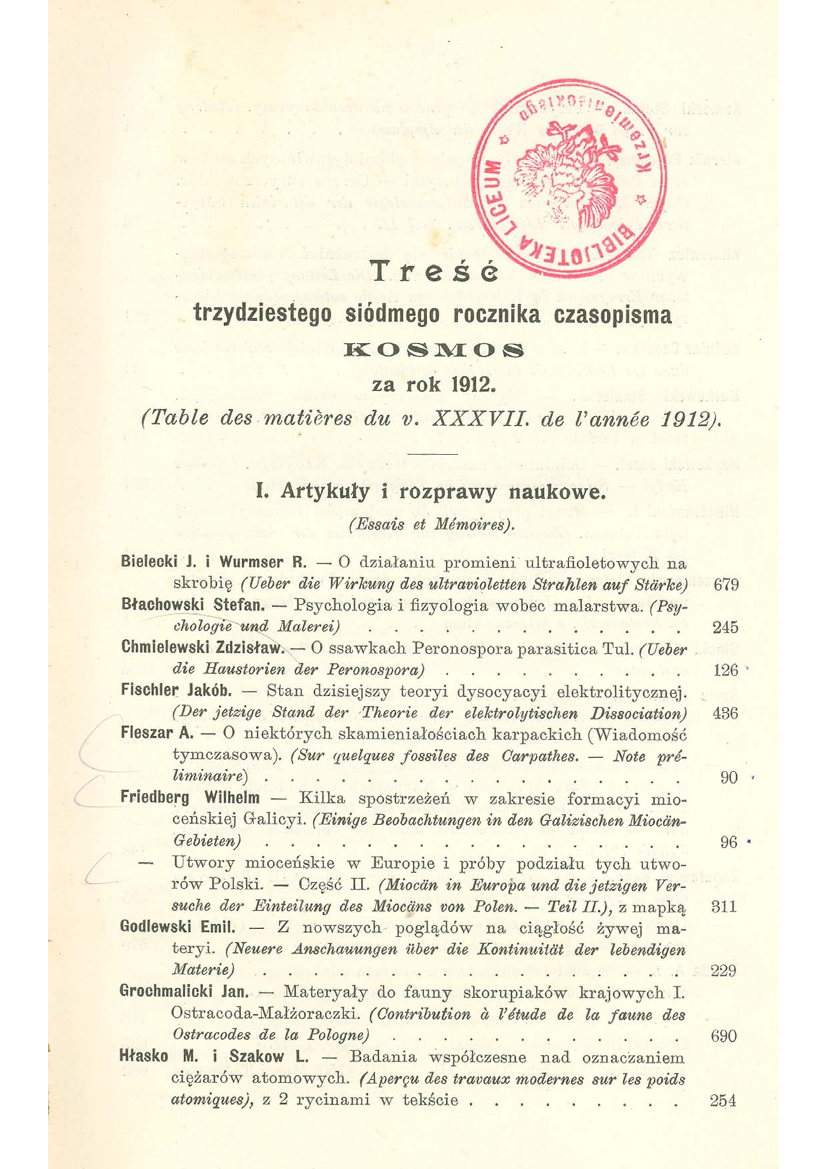 BIBLJOTEKA LICEUM
Krzemienieckiego
Treść
trzydziestego siódmego rocznika czasopisma
KOSMOS
za rok 1912.
(Table des matières du v. XXXVII. de l'année 1912).
I. Artykuły i rozprawy naukowe.
(Essais et Mémoires).
Bielecki J. i Wurmser R. — O działaniu promieni ultrafioletowych na
skrobię (Ueber die Wirkung des ultravioletten Strahlen auf Stärke) 679
Błachowski Stefan. — Psychologia i fizyologia wobec malarstwa. (Psy-
chologie und Malerei) . . . . . . . . . . . . . 245
Chmielewski Zdzisław. — O ssawkach Peronospora parasitica Tul. (Ueber
die Haustorien der Peronospora) . . . . . . . . . . 126
Fischler Jakób. — Stan dzisiejszy teoryi dysocyacyi elektrolitycznej.
(Der jetzige Stand der Theorie der elektrolytischen Dissociation) 436
Fleszar A. — O niektórych skamieniałościach karpackich (Wiadomość
tymczasowa). (Sur quelques fossiles des Carpathes. — Note pré-
liminaire) . . . . . . . . . . . . . . . . . 90
Friedberg Wilhelm — Kilka spostrzeżeń w zakresie formacyi mio-
ceńskiej Galicyi. (Einige Beobachtungen in den Galizischen Miocän-
Gebieten) . . . . . . . . . . . . . . . . . 96
— Utwory mioceńskie w Europie i próby podziału tych utwo-
rów Polski. — Część II. (Miocän in Europa und die jetzigen Ver-
suche der Einteilung des Miocäns von Polen. — Teil II.), z mapką 311
Godlewski Emil. — Z nowszych poglądów na ciągłość żywej ma-
teryi. (Neuere Anschauungen über die Kontinuität der lebendigen
Materie) . . . . . . . . . . . . . . . . . 229
Grochmalicki Jan. — Materyały do fauny skorupiaków krajowych I.
Ostracoda-Małżoraczki. (Contribution à l'étude de la faune des
Ostracodes de la Pologne) . . . . . . . . . . . . 690
Hłasko M. i Szakow L. — Badania współczesne nad oznaczaniem
ciężarów atomowych. (Aperçu des travaux modernes sur les poids
atomiques), z 2 rycinami w tekście . . . . . . . . . 254